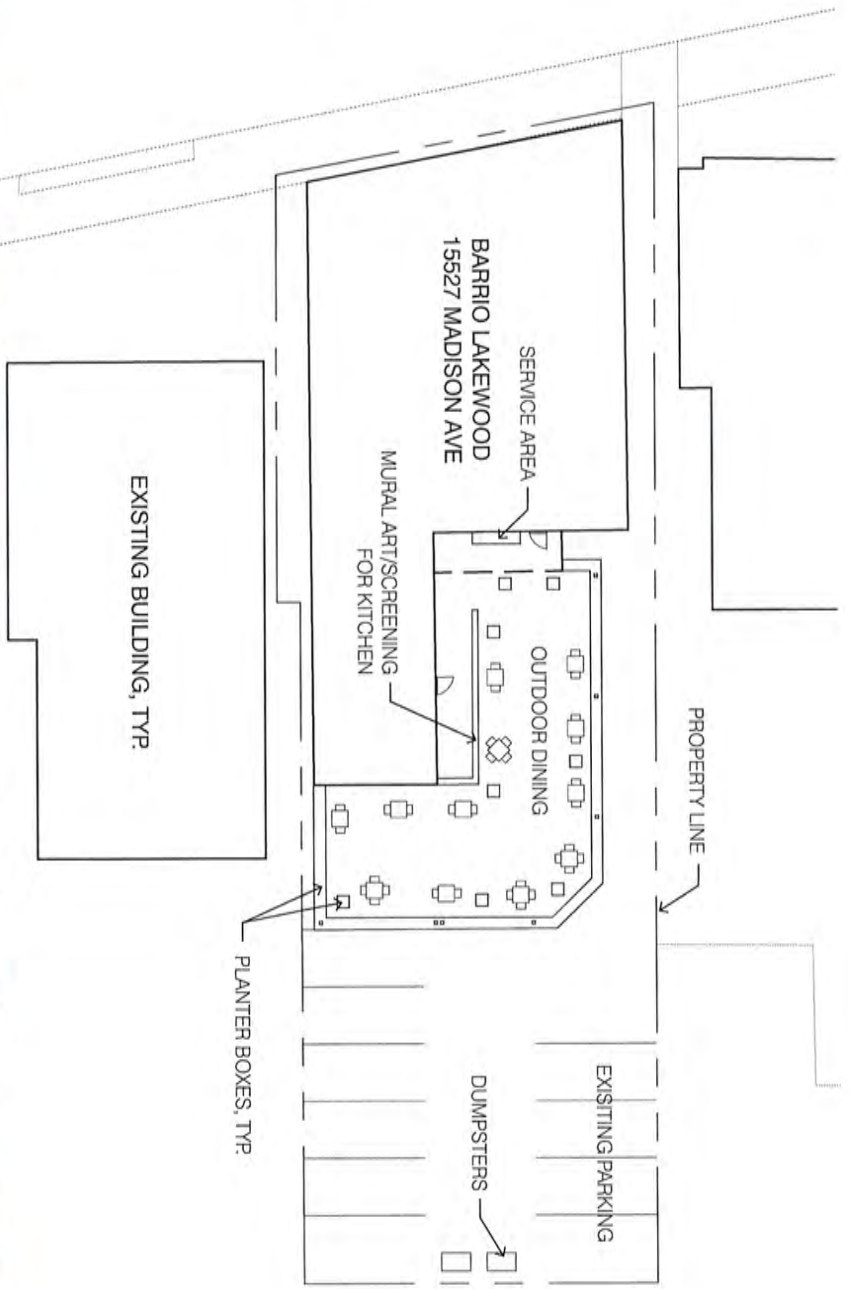 BARRIO LAKEWOOD
15527 MADISON AVE
SERVICE AREA
MURAL ART/SCREENING
FOR KITCHEN
OUTDOOR DINING
PROPERTY LINE
EXISTING BUILDING, TYP.
PLANTER BOXES, TYP.
DUMPSTERS
EXISITING PARKING